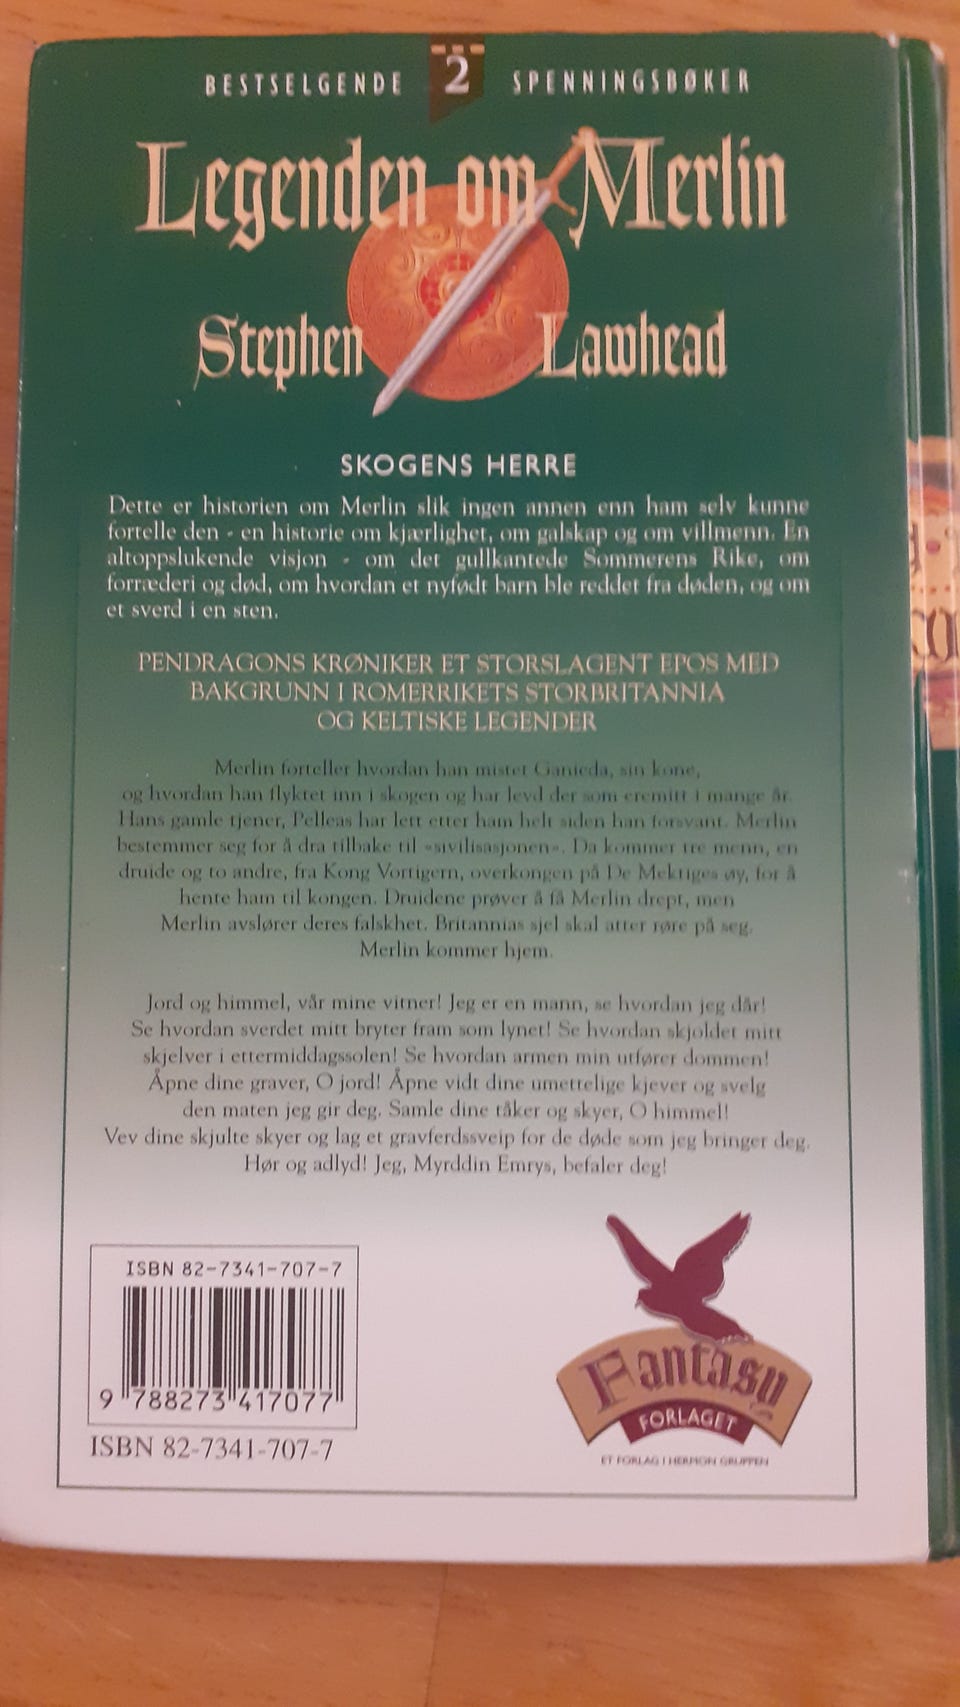 BESTSELGENDE 2 SPENNINGSBØKER
Legenden om Merlin
Stephen Lawhead
SKOGENS HERRE
Dette er historien om Merlin slik ingen annen enn ham selv kunne
fortelle den - en historie om kjærlighet, om galskap og om villmenn. En
altoppslukende visjon - om det gullkantede Sommerens Rike, om
forræderi og død, om hvordan et nyfødt barn ble reddet fra døden, og om
et sverd i en sten.
PENDRAGONS KRØNIKER ET STORSLAGENT EPOS MED
BAKGRUNN I ROMERRIKETS STORBRITANNIA
OG KELTISKE LEGENDER
Merlin forteller hvordan han mistet Ganieda, sin kone,
og hvordan han flyktet inn i skogen og har levd der som eremitt i mange år.
Hans gamle tjener, Pelleas har lett etter ham helt siden han forsvant. Merlin
bestemmer seg for å dra tilbake til «sivilisasjonen». Da kommer tre menn, en
druide og to andre, fra Kong Vortigern, overkongen på De Mektiges øy, for å
hente ham til kongen. Druidene prøver å få Merlin drept, men
Merlin avslører deres falskhet. Britannias sjel skal atter røre på seg.
Merlin kommer hjem.
Jord og himmel, vår mine vitner! Jeg er en mann, se hvordan jeg dår!
Se hvordan sverdet mitt bryter fram som lynet! Se hvordan skjoldet mitt
skjelver i ettermiddagssolen! Se hvordan armen min utfører dommen!
Åpne dine graver, O jord! Åpne vidt dine umettelige kjever og svelg
den maten jeg gir deg. Samle dine tåker og skyer, O himmel!
Vev dine skjulte skyer og lag et gravferdssveip for de døde som jeg bringer deg.
Hør og adlyd! Jeg, Myrddin Emrys, befaler deg!
ISBN 82-7341-707-7
9 788273 417077
ISBN 82-7341-707-7
Fantasy
FORLAGET
ET FORLAG I HERMON GRUPPEN